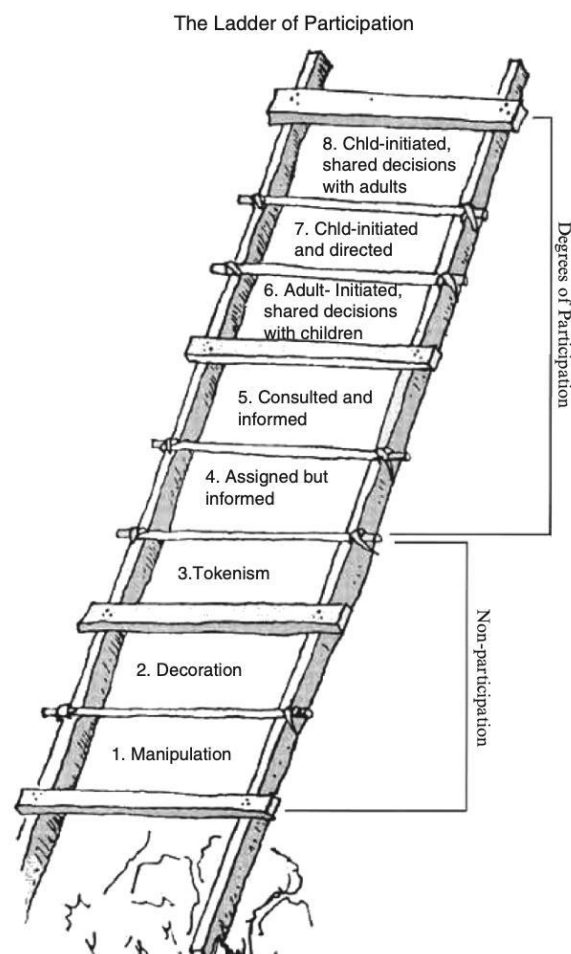 The Ladder of Participation
8. Chld-initiated,
shared decisions
with adults
7. Chld-initiated
and directed
6. Adult- Initiated,
shared decisions
with children
5. Consulted and
informed
4. Assigned but
informed
3.Tokenism
2. Decoration
1. Manipulation
Degrees of Participation
Non-participation